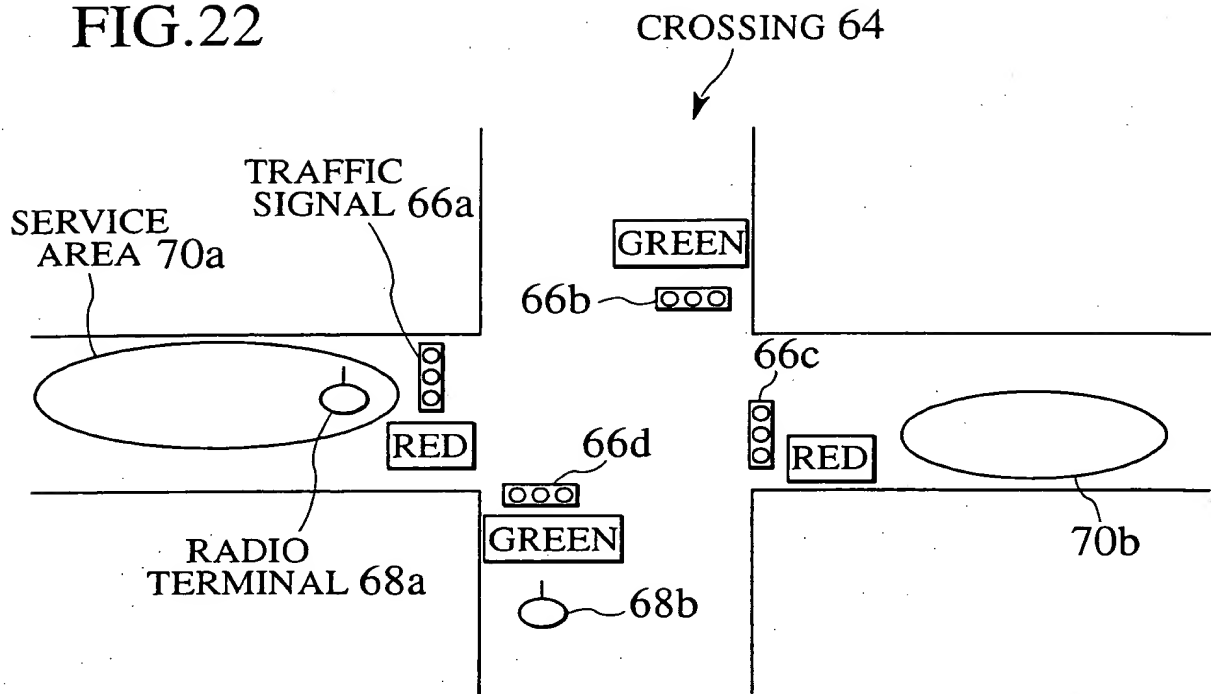 FIG.22
CROSSING 64
TRAFFIC
SIGNAL 66a
SERVICE
AREA 70a
GREEN
66b
66c
RED
66d
RED
GREEN
70b
RADIO
TERMINAL 68a
68b